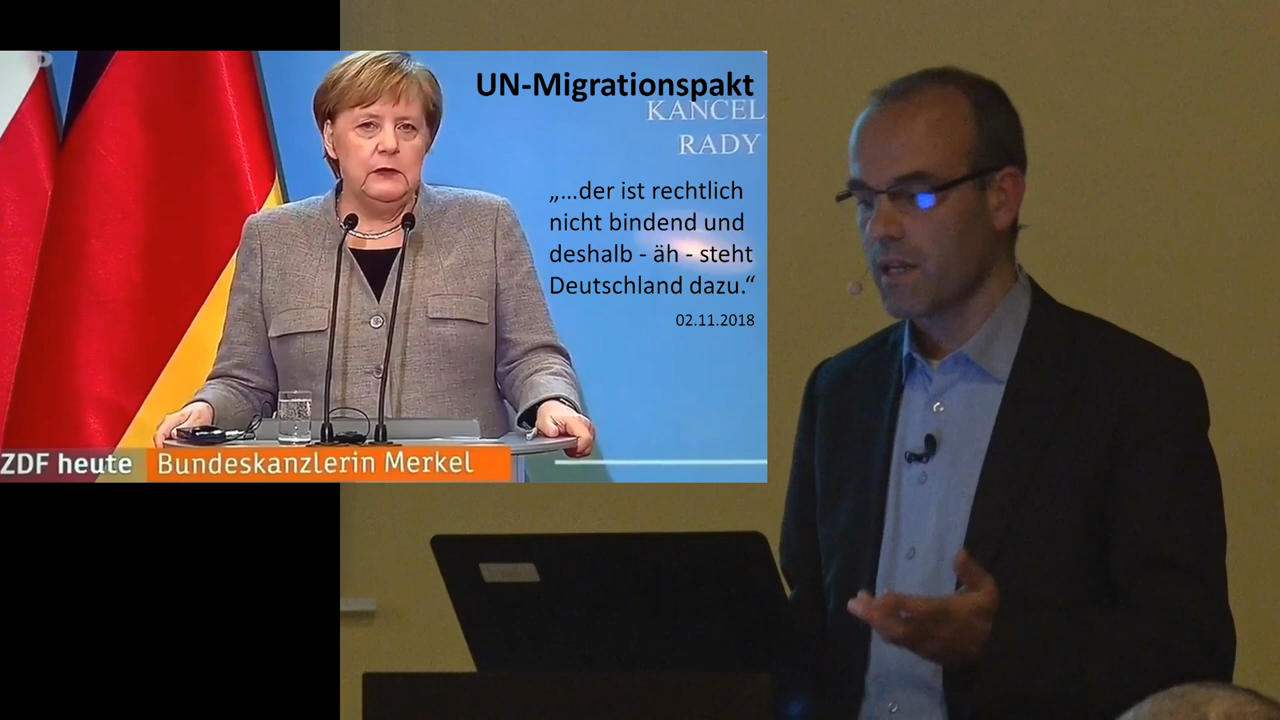 UN-Migrationspakt
KANCEL
RADY
„...der ist rechtlich
nicht bindend und
deshalb - äh - steht
Deutschland dazu.“
02.11.2018
ZDF heute Bundeskanzlerin Merkel